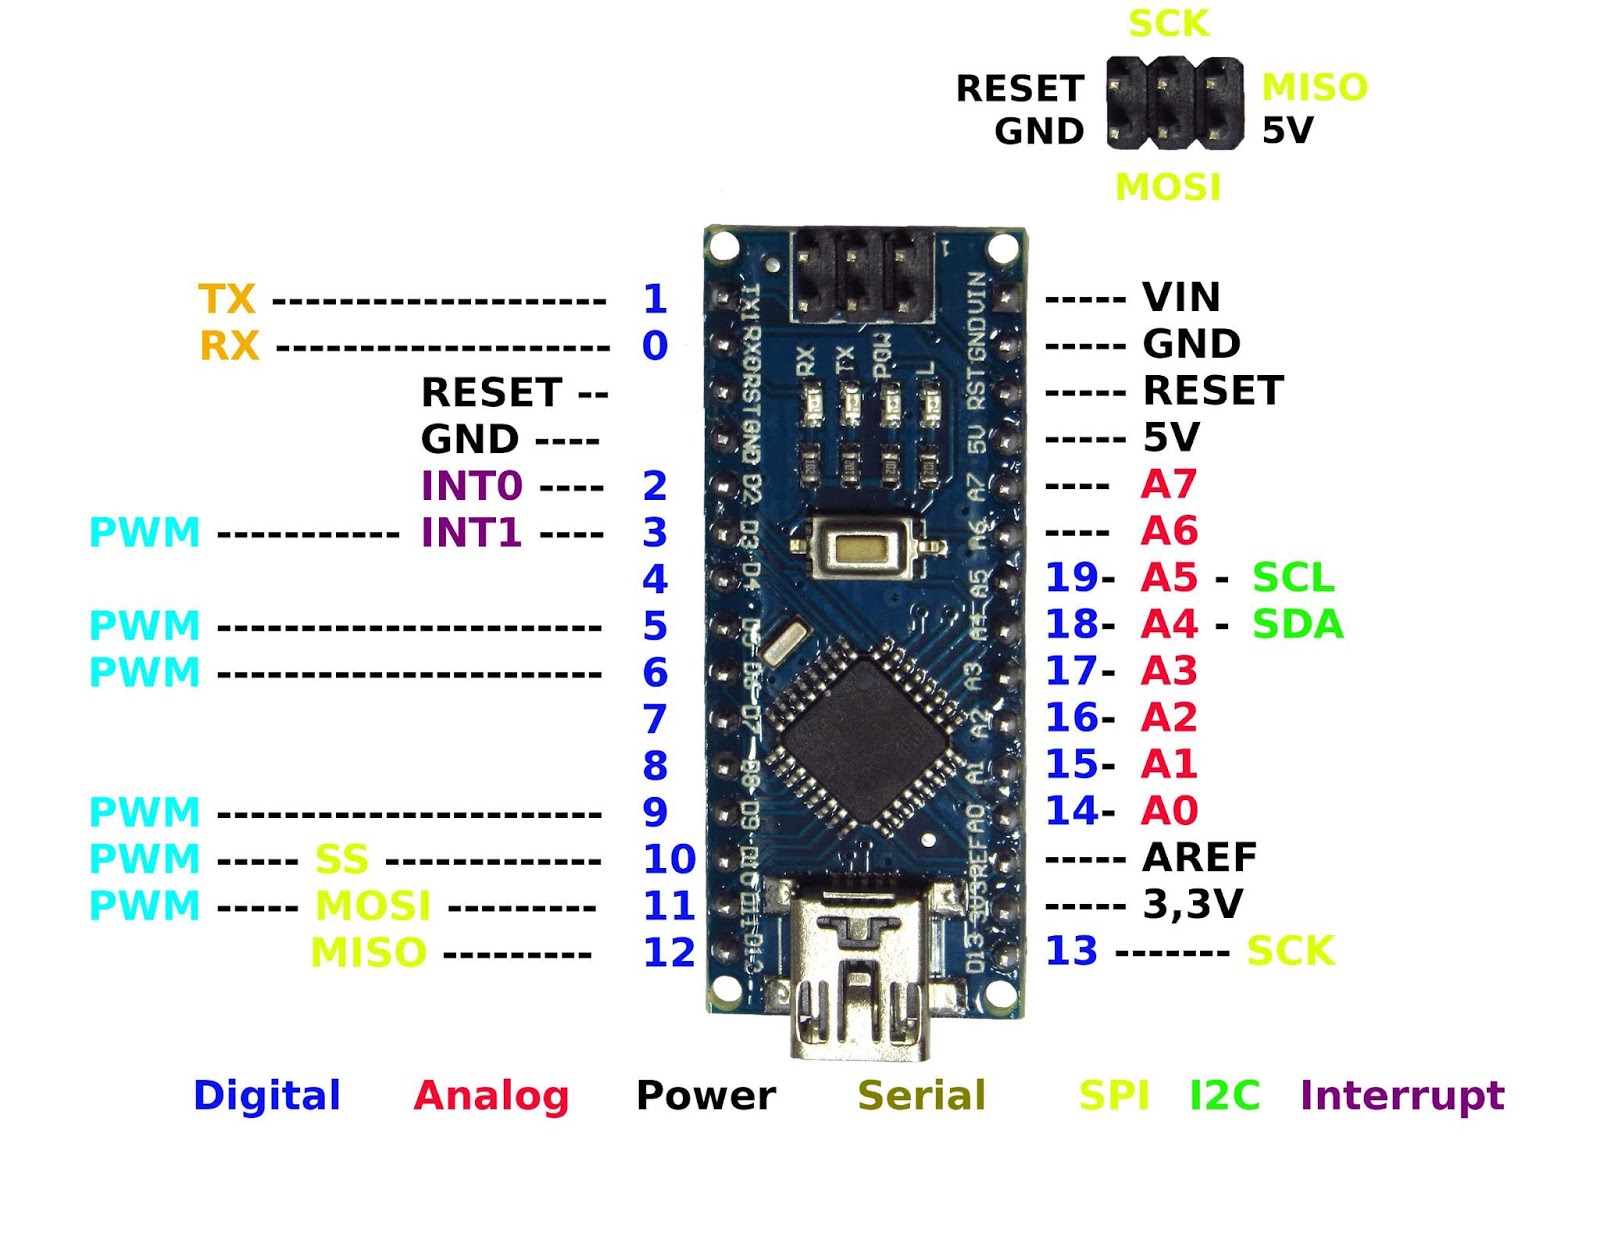 SCK
RESET MISO
GND 5V
MOSI
TX -------------------- 1 TX1 VIN ----- VIN
RX -------------------- 0 RX0 GND ----- GND
RX TX POW L
RESET -- RST RST ----- RESET
GND ---- GND 5V ----- 5V
102 102 102 102
INT0 ---- 2 D2 A7 ---- A7
PWM ----------- INT1 ---- 3 D3 A6 ---- A6
4 D4 A5 19- A5 - SCL
PWM ----------------------- 5 D5 A4 18- A4 - SDA
PWM ----------------------- 6 D6 A3 17- A3
7 D7 A2 16- A2
8 D8 A1 15- A1
PWM ----------------------- 9 D9 A0 14- A0
PWM ----- SS ------------- 10 D10 REF ----- AREF
PWM ----- MOSI --------- 11 D11 3V3 ----- 3,3V
MISO --------- 12 D12 D13 13 ------- SCK
Digital Analog Power Serial SPI I2C Interrupt